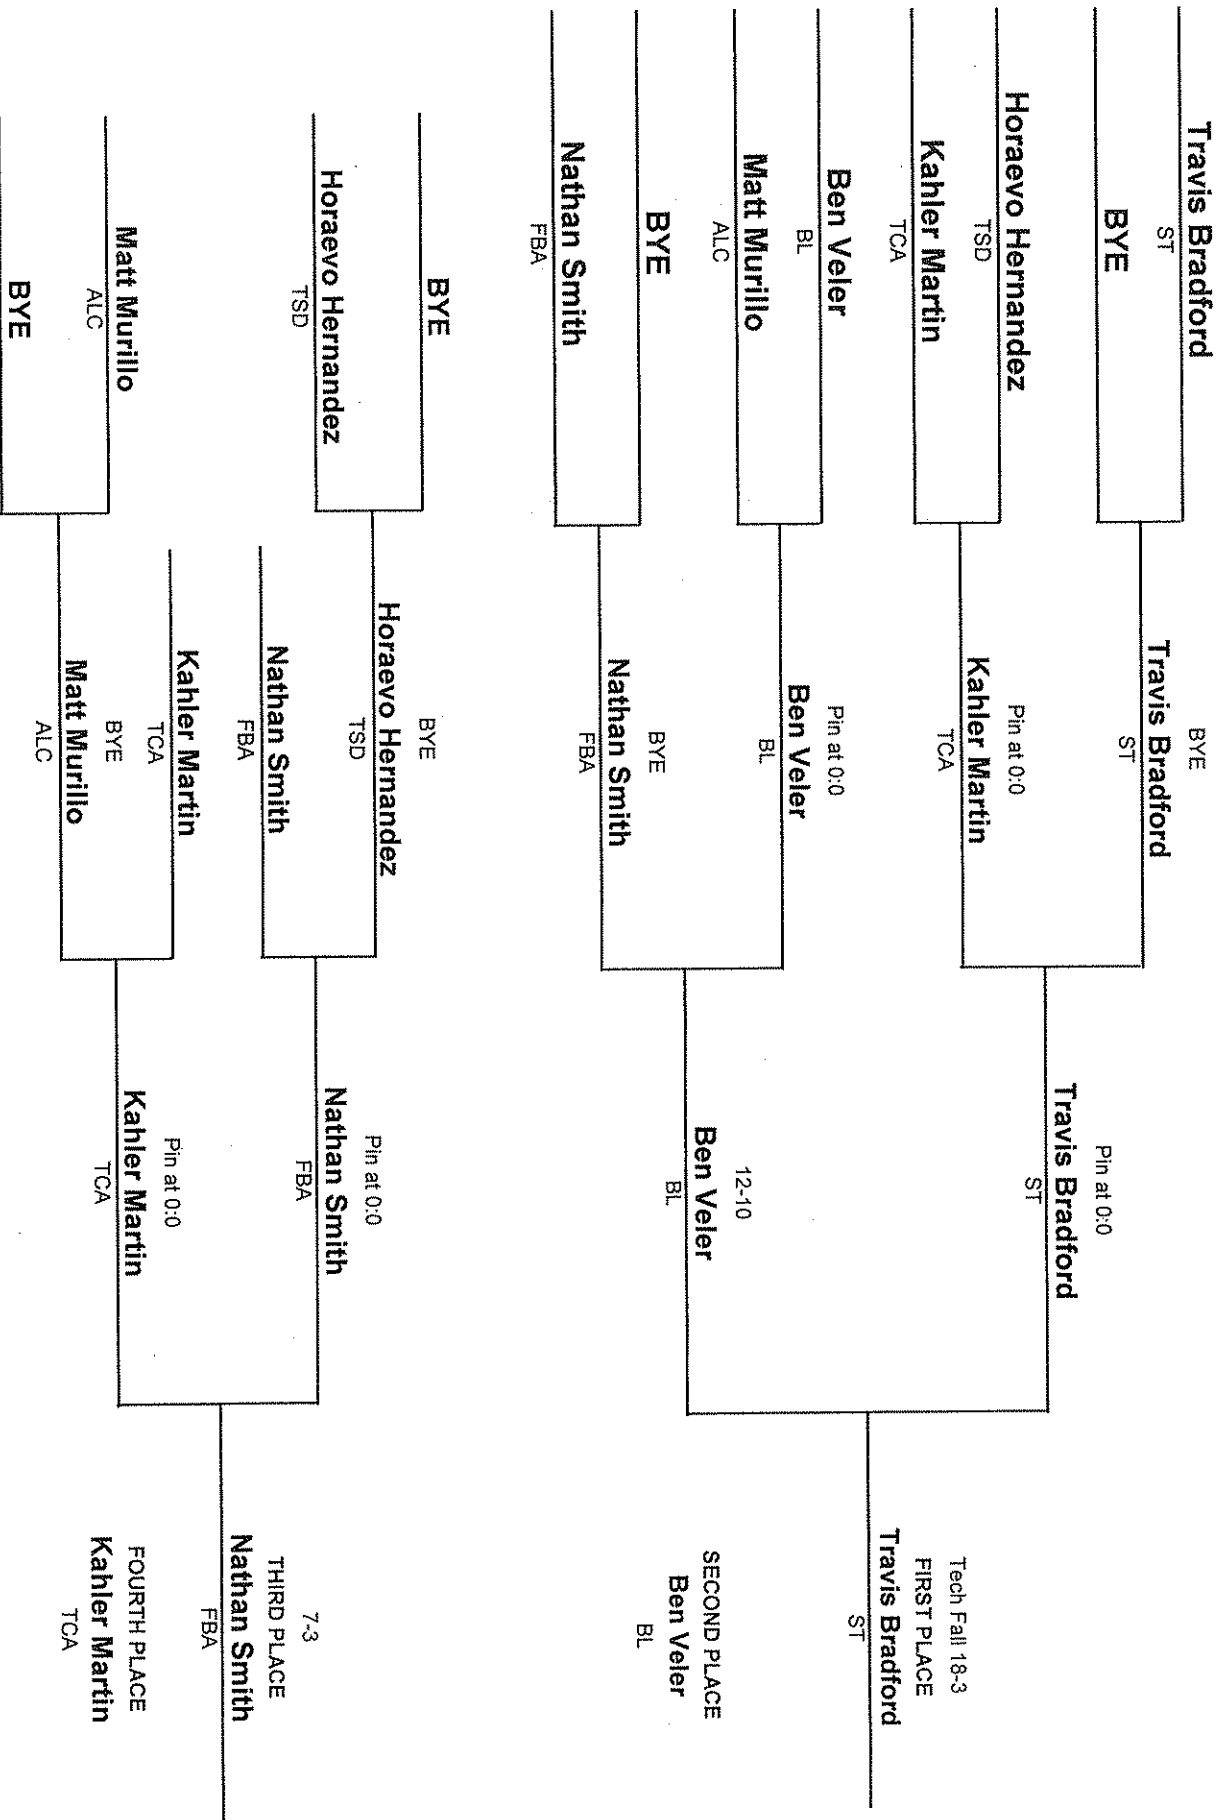 Travis Bradford
ST
BYE
Horaevo Hernandez
TSD
Kahler Martin
TCA
Ben Veler
BL
Matt Murillo
ALC
BYE
Nathan Smith
FBA
BYE
Travis Bradford
ST
Pin at 0:0
Kahler Martin
TCA
Pin at 0:0
Ben Veler
BL
BYE
Nathan Smith
FBA
Pin at 0:0
Travis Bradford
ST
12-10
Ben Veler
BL
Tech Fall 18-3
FIRST PLACE
Travis Bradford
ST
SECOND PLACE
Ben Veler
BL
BYE
Horaevo Hernandez
TSD
Matt Murillo
ALC
BYE
BYE
Horaevo Hernandez
TSD
Nathan Smith
FBA
Kahler Martin
TCA
BYE
Matt Murillo
ALC
Pin at 0:0
Nathan Smith
FBA
Pin at 0:0
Kahler Martin
TCA
7-3
THIRD PLACE
Nathan Smith
FBA
FOURTH PLACE
Kahler Martin
TCA